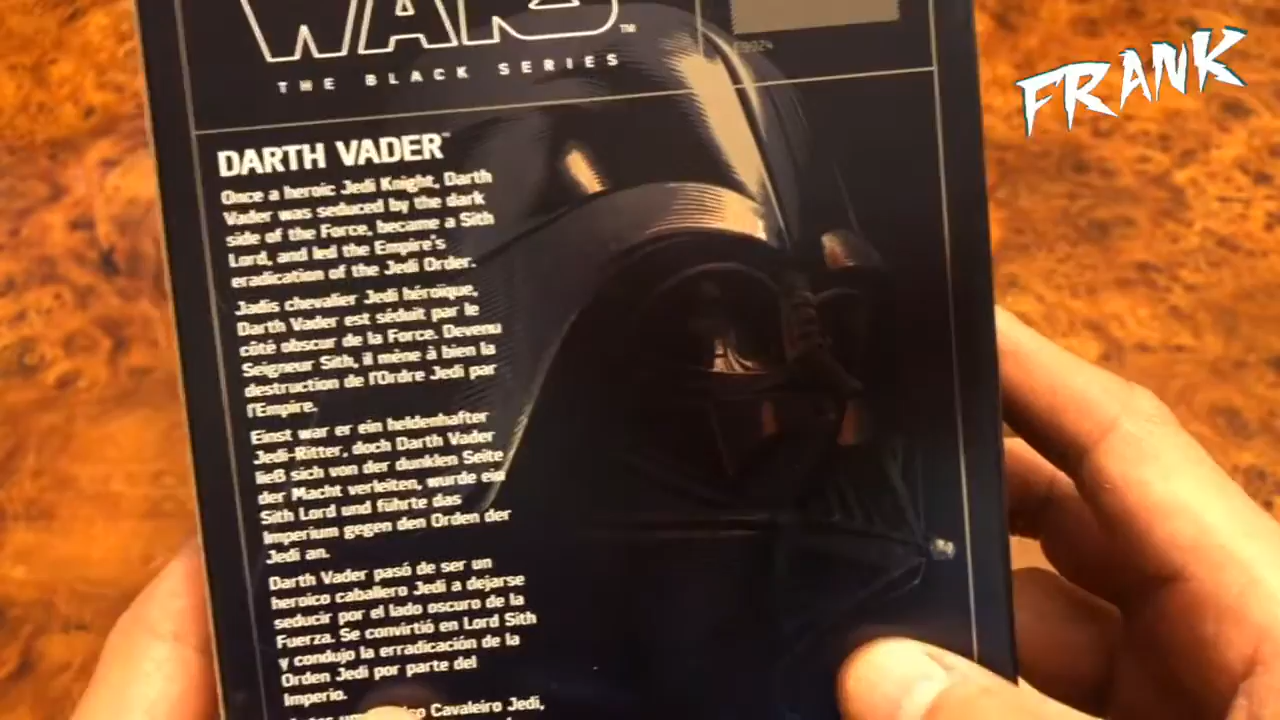 WARS™
THE BLACK SERIES
FRANK
DARTH VADER™
Once a heroic Jedi Knight, Darth
Vader was seduced by the dark
side of the Force, became a Sith
Lord, and led the Empire's
eradication of the Jedi Order.
Jadis chevalier Jedi héroïque,
Darth Vader est séduit par le
côté obscur de la Force. Devenu
Seigneur Sith, il mène à bien la
destruction de l'Ordre Jedi par
l'Empire.
Einst war er ein heldenhafter
Jedi-Ritter, doch Darth Vader
ließ sich von der dunklen Seite
der Macht verleiten, wurde ein
Sith Lord und führte das
Imperium gegen den Orden der
Jedi an.
Darth Vader pasó de ser un
heroico caballero Jedi a dejarse
seducir por el lado oscuro de la
Fuerza. Se convirtió en Lord Sith
y condujo la erradicación de la
Orden Jedi por parte del
Imperio.
Cavaleiro Jedi,